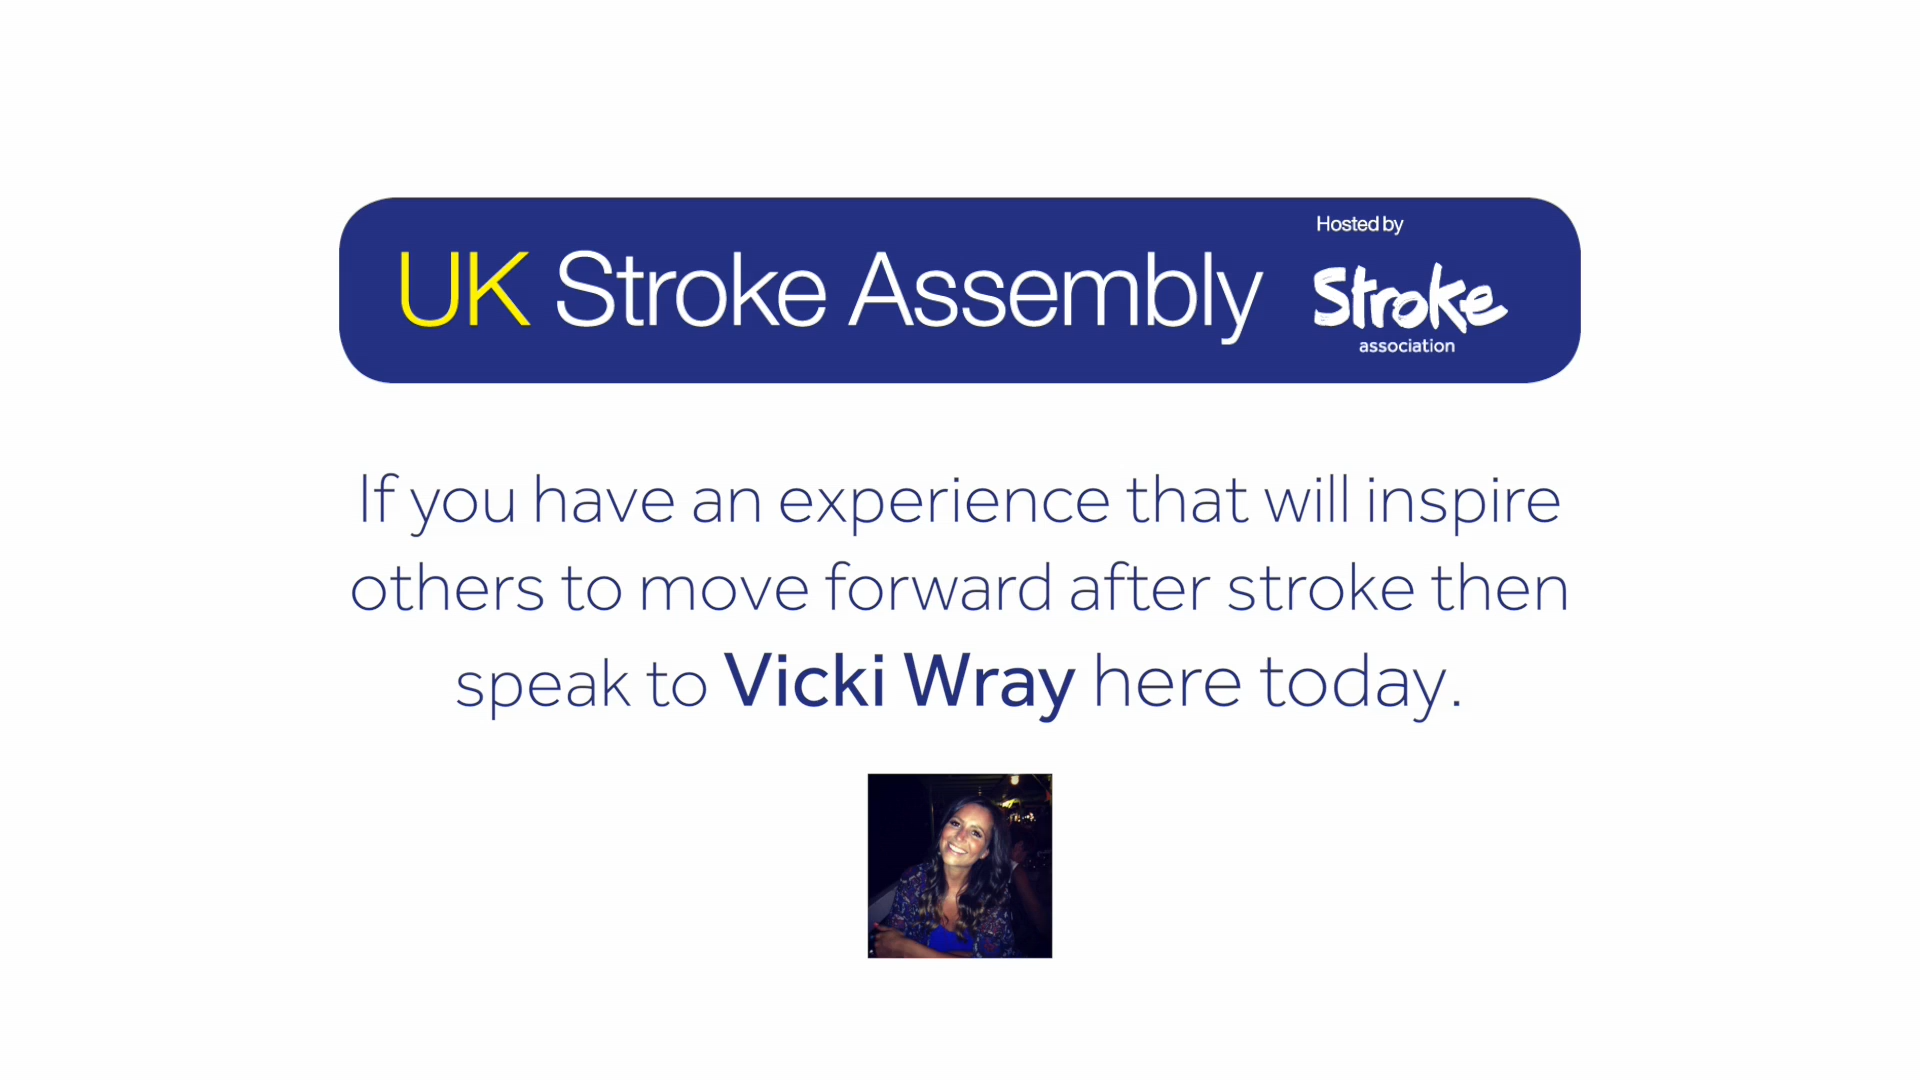 Hosted by
UK Stroke Assembly
Stroke
association
If you have an experience that will inspire
others to move forward after stroke then
speak to Vicki Wray here today.